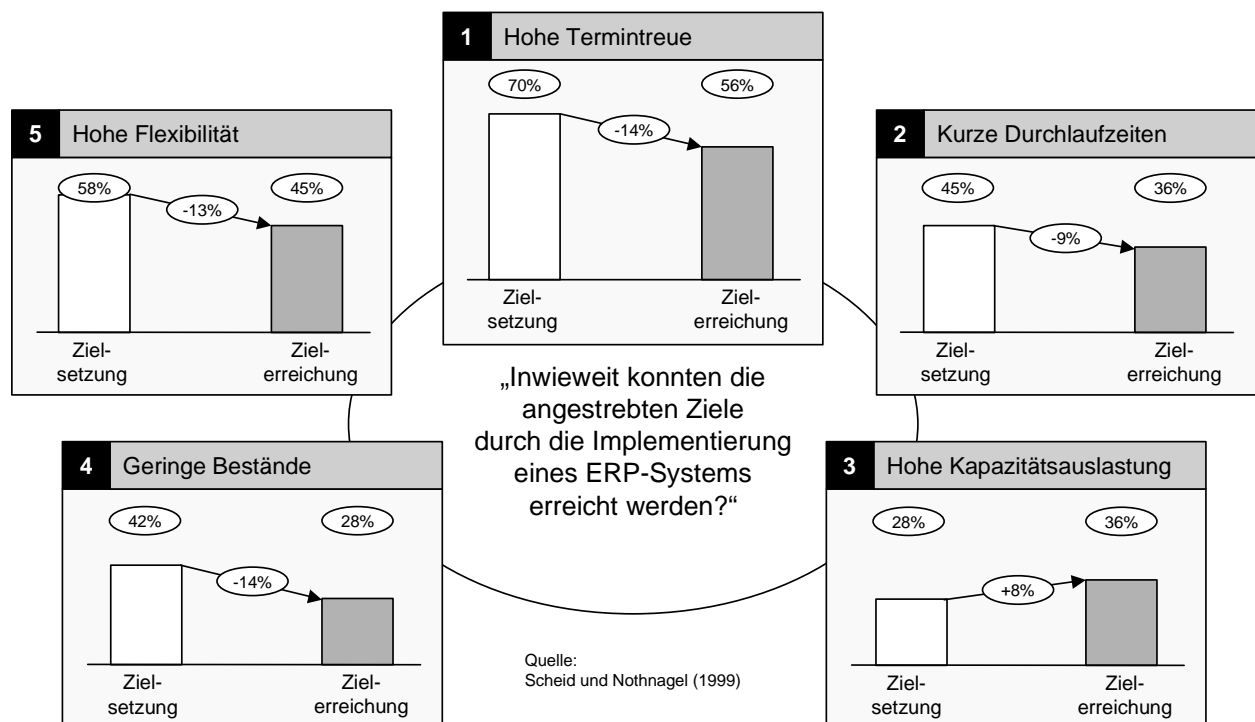 1 Hohe Termintreue
70%
56%
-14%
Ziel-
setzung
Ziel-
erreichung
2 Kurze Durchlaufzeiten
45%
36%
-9%
Ziel-
setzung
Ziel-
erreichung
3 Hohe Kapazitätsauslastung
28%
36%
+8%
Ziel-
setzung
Ziel-
erreichung
4 Geringe Bestände
42%
28%
-14%
Ziel-
setzung
Ziel-
erreichung
5 Hohe Flexibilität
58%
45%
-13%
Ziel-
setzung
Ziel-
erreichung
„Inwieweit konnten die
angestrebten Ziele
durch die Implementierung
eines ERP-Systems
erreicht werden?“
Quelle:
Scheid und Nothnagel (1999)